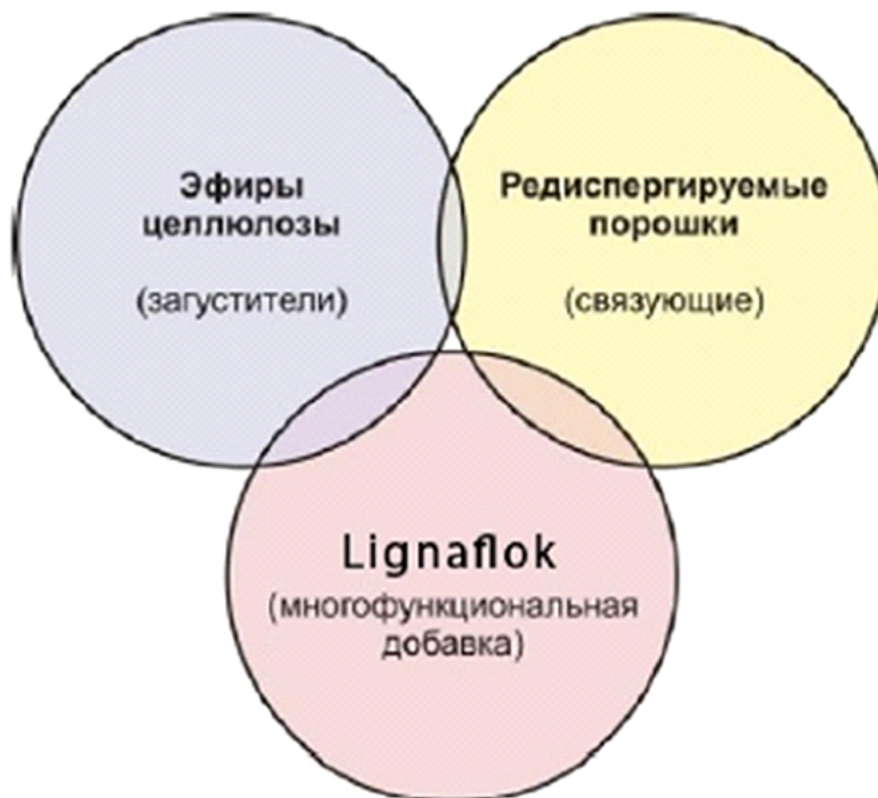 Эфиры
целлюлозы
(загустители)
Редиспергируемые
порошки
(связующие)
Lignaflok
(многофункциональная
добавка)